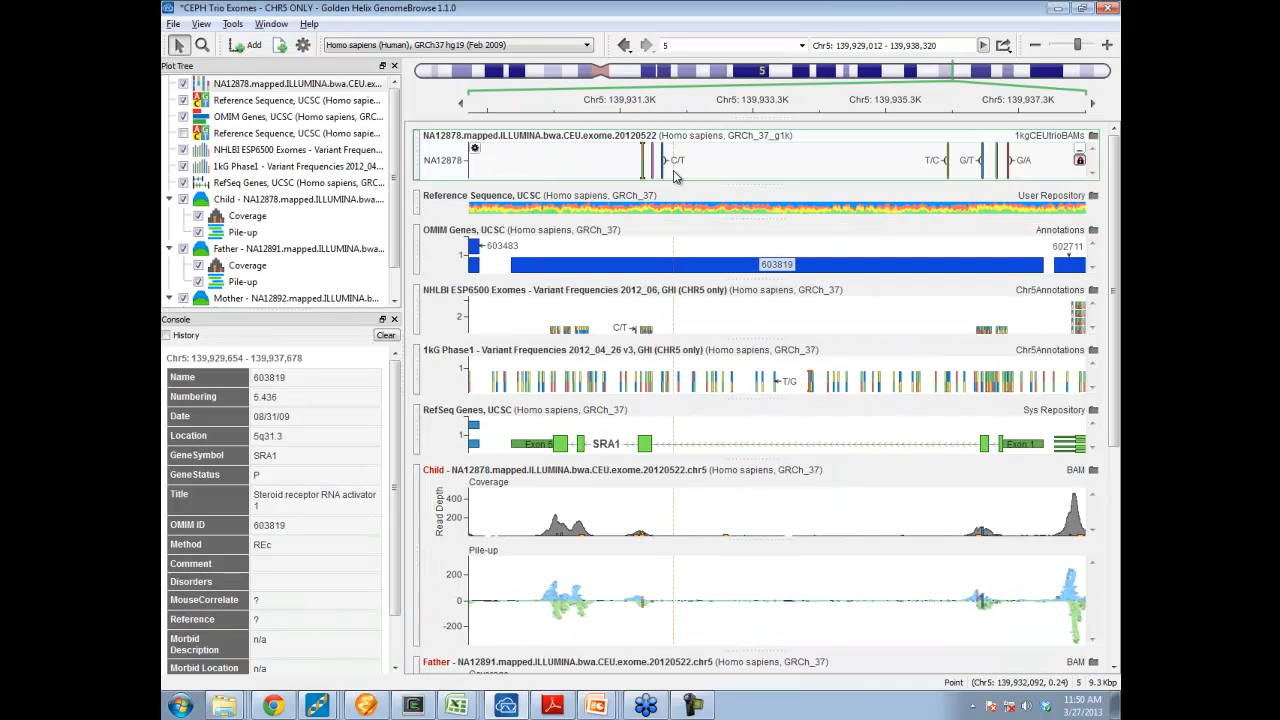 *CEPH Trio Exomes - CHR5 ONLY - Golden Helix GenomeBrowse 1.1.0
File View Tools Window Help
Add
Homo sapiens (Human), GRCh37 hg19 (Feb 2009)
5
Chr5: 139,929,012 - 139,938,320
Plot Tree
NA12878.mapped.ILLUMINA.bwa.CEU.ex...
Reference Sequence, UCSC (Homo sapie...
OMIM Genes, UCSC (Homo sapiens, GRC...
Reference Sequence, UCSC (Homo sapie...
NHLBI ESP6500 Exomes - Variant Frequen...
1kG Phase1 - Variant Frequencies 2012_04...
RefSeq Genes, UCSC (Homo sapiens, GRC...
Child - NA12878.mapped.ILLUMINA.bwa...
Coverage
Pile-up
Father - NA12891.mapped.ILLUMINA.bwa...
Coverage
Pile-up
Mother - NA12892.mapped.ILLUMINA.b...
Console
History
Clear
Chr5: 139,929,654 - 139,937,678
Name 603819
Numbering 5.436
Date 08/31/09
Location 5q31.3
GeneSymbol SRA1
GeneStatus P
Title Steroid receptor RNA activator
1
OMIM ID 603819
Method REc
Comment
Disorders
MouseCorrelate ?
Reference ?
Morbid
Description n/a
Morbid Location n/a
5
Chr5: 139,931.3K Chr5: 139,933.3K Chr5: 139,935.3K Chr5: 139,937.3K
NA12878.mapped.ILLUMINA.bwa.CEU.exome.20120522 (Homo sapiens, GRCh_37_g1k) 1kgCEUtrioBAMs
NA12878 C/T T/C G/T G/A
Reference Sequence, UCSC (Homo sapiens, GRCh_37) User Repository
OMIM Genes, UCSC (Homo sapiens, GRCh_37) Annotations
603483 602711
1 603819
NHLBI ESP6500 Exomes - Variant Frequencies 2012_06, GHI (CHR5 only) (Homo sapiens, GRCh_37) Chr5Annotations
2
C/T
1kG Phase1 - Variant Frequencies 2012_04_26 v3, GHI (CHR5 only) (Homo sapiens, GRCh_37) Chr5Annotations
1
T/G
RefSeq Genes, UCSC (Homo sapiens, GRCh_37) Sys Repository
1
Exon 5 SRA1 Exon 1
Child - NA12878.mapped.ILLUMINA.bwa.CEU.exome.20120522.chr5 (Homo sapiens, GRCh_37) BAM
Coverage
Read Depth
400
200
Pile-up
200
0
-200
Father - NA12891.mapped.ILLUMINA.bwa.CEU.exome.20120522.chr5 (Homo sapiens, GRCh_37) BAM
Coverage
Point (Chr5: 139,932,092, 0.24) 5 9.3 Kbp
11:50 AM
3/27/2013